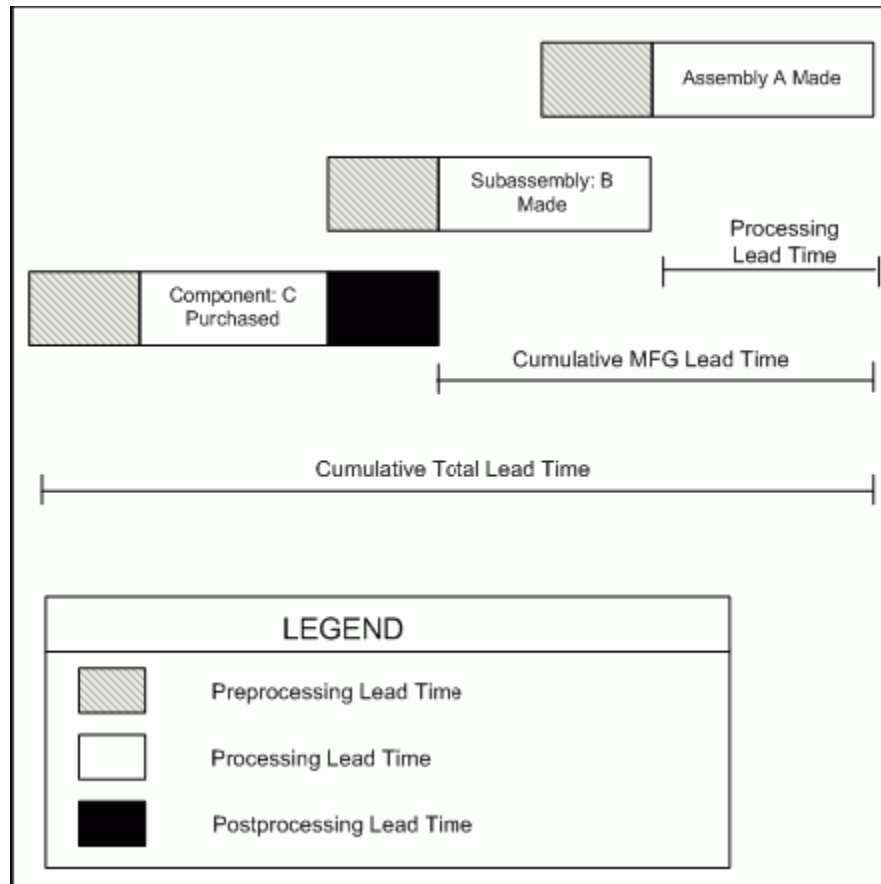 Assembly A Made
Subassembly: B
Made
Processing
Lead Time
Component: C
Purchased
Cumulative MFG Lead Time
Cumulative Total Lead Time
LEGEND
Preprocessing Lead Time
Processing Lead Time
Postprocessing Lead Time